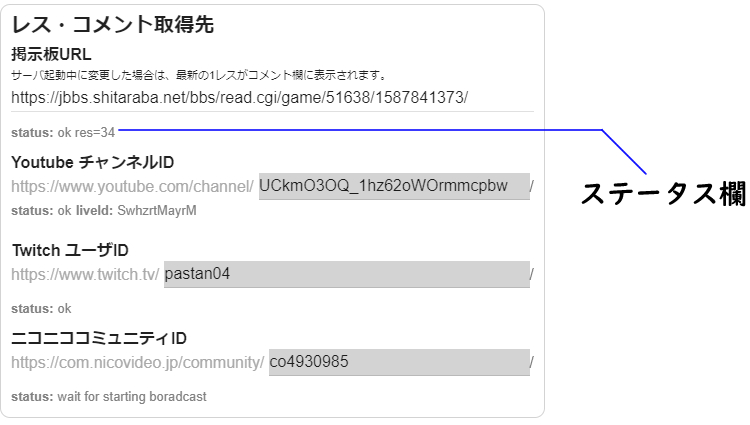 レス・コメント取得先
掲示板URL
サーバ起動中に変更した場合は、最新の1レスがコメント欄に表示されます。
https://jbbs.shitaraba.net/bbs/read.cgi/game/51638/1587841373/
status: ok res=34
Youtube チャンネルID
https://www.youtube.com/channel/ UCkmO3OQ_1hz62oWOrmmcpbw /
status: ok liveId: SwhzrtMayrM
Twitch ユーザID
https://www.twitch.tv/ pastan04 /
status: ok
ニコニココミュニティID
https://com.nicovideo.jp/community/ co4930985 /
status: wait for starting boradcast
ステータス欄